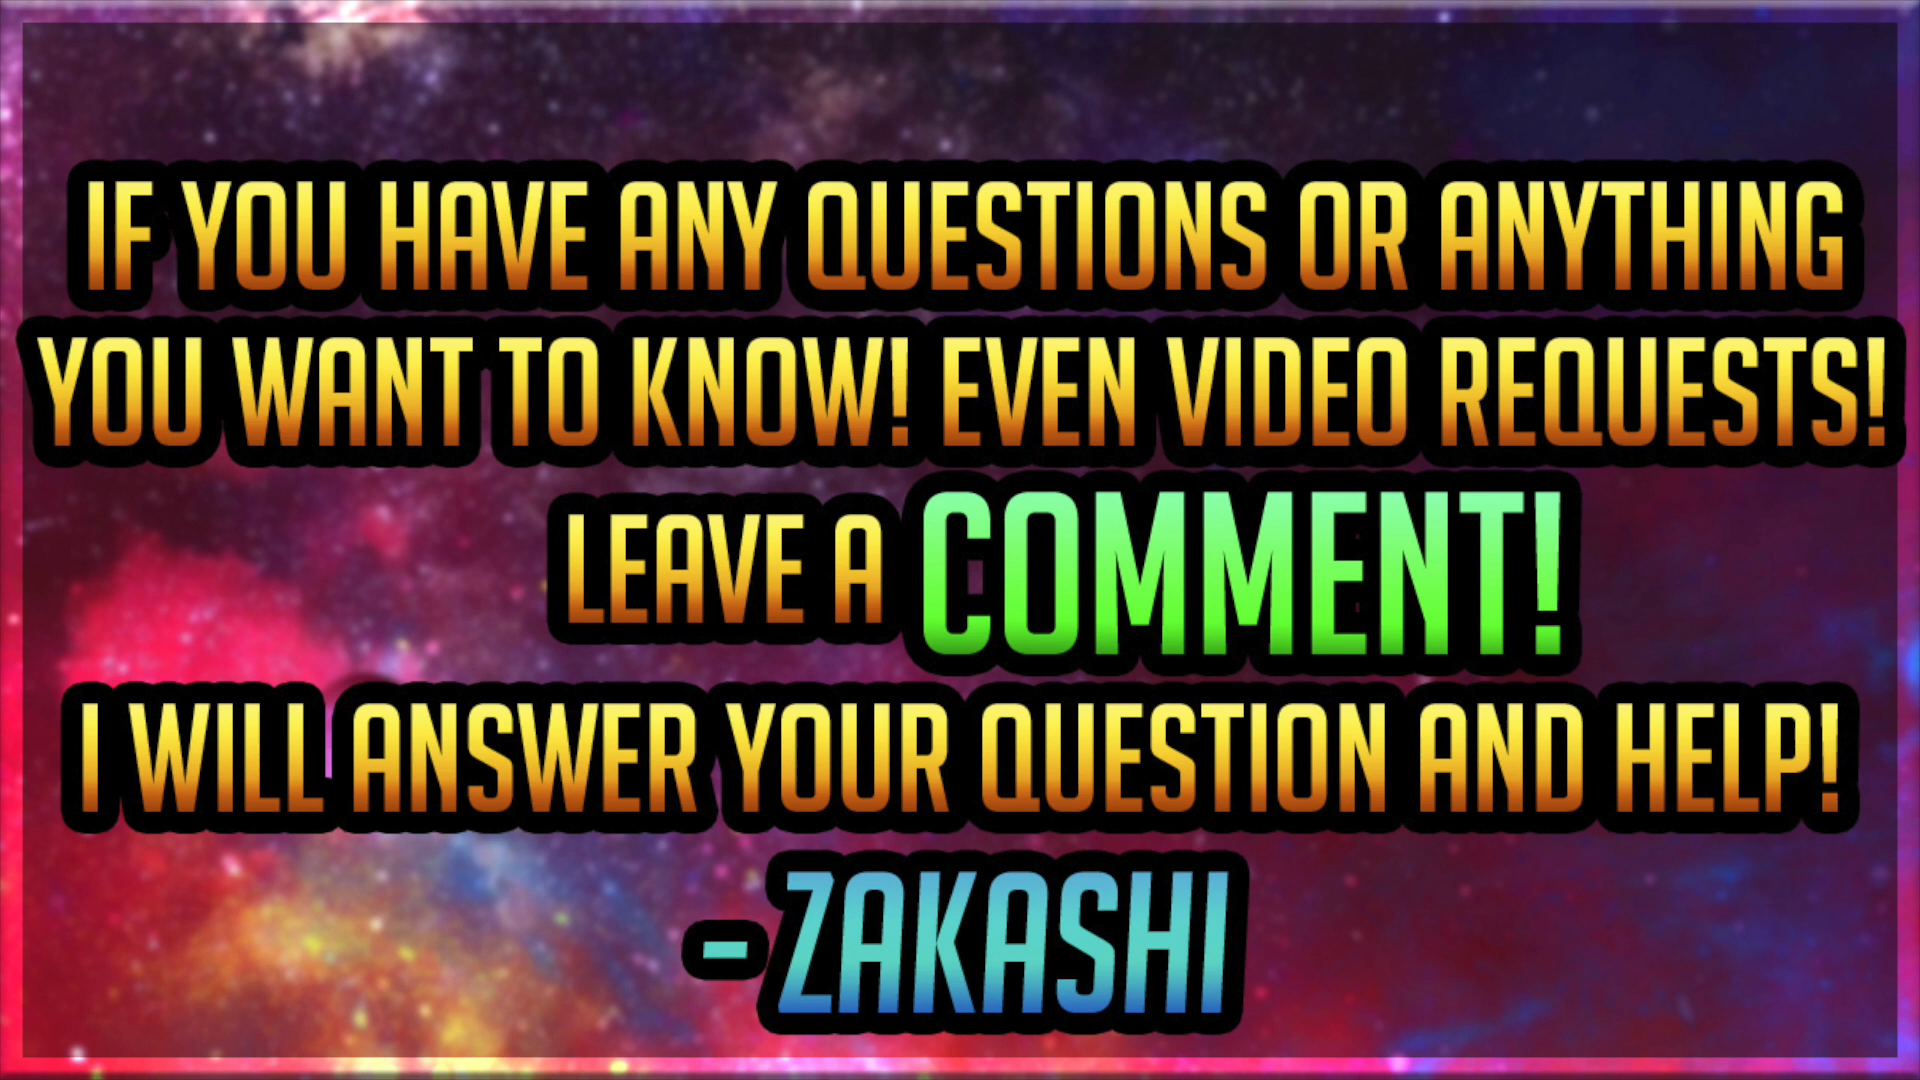 IF YOU HAVE ANY QUESTIONS OR ANYTHING
YOU WANT TO KNOW! EVEN VIDEO REQUESTS!
LEAVE A COMMENT!
I WILL ANSWER YOUR QUESTION AND HELP!
- ZAKASHI